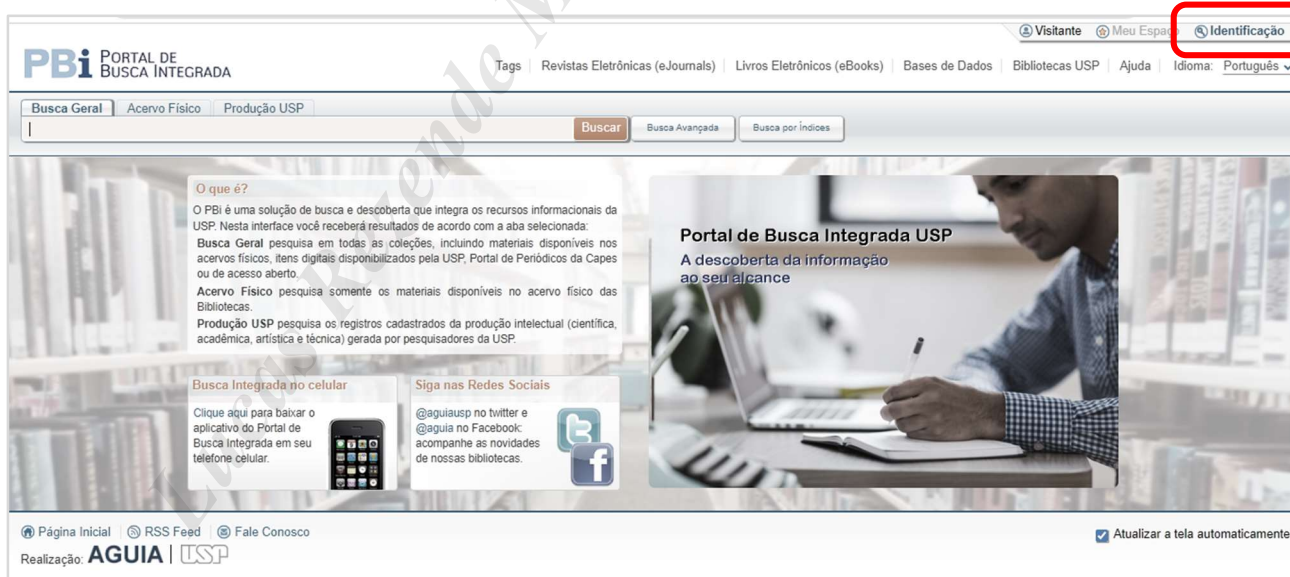 Visitante Meu Espaço Identificação
PBi PORTAL DE
BUSCA INTEGRADA
Tags Revistas Eletrônicas (eJournals) Livros Eletrônicos (eBooks) Bases de Dados Bibliotecas USP Ajuda Idioma: Português
Busca Geral Acervo Físico Produção USP
Buscar Busca Avançada Busca por Índices
O que é?
O PBi é uma solução de busca e descoberta que integra os recursos informacionais da
USP. Nesta interface você receberá resultados de acordo com a aba selecionada:
Busca Geral pesquisa em todas as coleções, incluindo materiais disponíveis nos
acervos físicos, itens digitais disponibilizados pela USP, Portal de Periódicos da Capes
ou de acesso aberto.
Acervo Físico pesquisa somente os materiais disponíveis no acervo físico das
Bibliotecas.
Produção USP pesquisa os registros cadastrados da produção intelectual (científica,
acadêmica, artística e técnica) gerada por pesquisadores da USP.
Portal de Busca Integrada USP
A descoberta da informação
ao seu alcance
Busca Integrada no celular
Clique aqui para baixar o
aplicativo do Portal de
Busca Integrada em seu
telefone celular.
Siga nas Redes Sociais
@aguiausp no twitter e
@aguia no Facebook:
acompanhe as novidades
de nossas bibliotecas.
Página Inicial RSS Feed Fale Conosco
Atualizar a tela automaticamente
Realização: AGUIA | USP
Lucas Rezende M